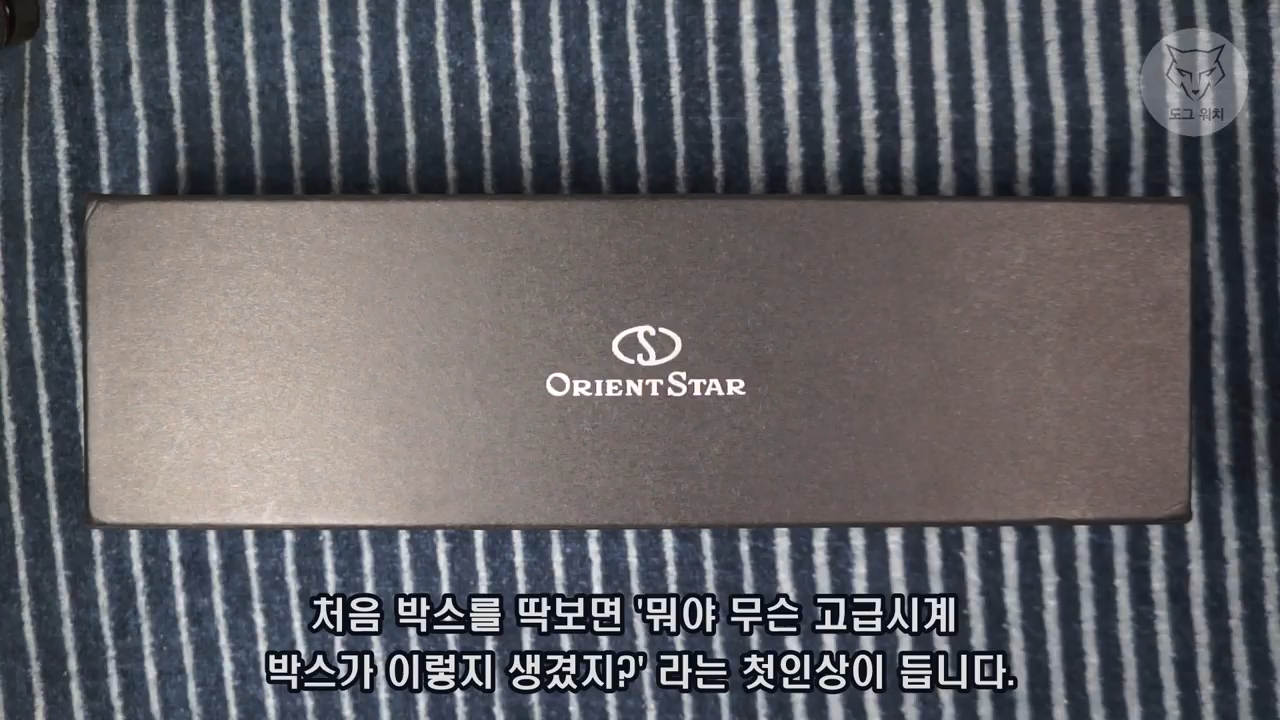 도그 워치
ORIENT STAR
처음 박스를 딱보면 '뭐야 무슨 고급시계
박스가 이렇지 생겼지?' 라는 첫인상이 듭니다.